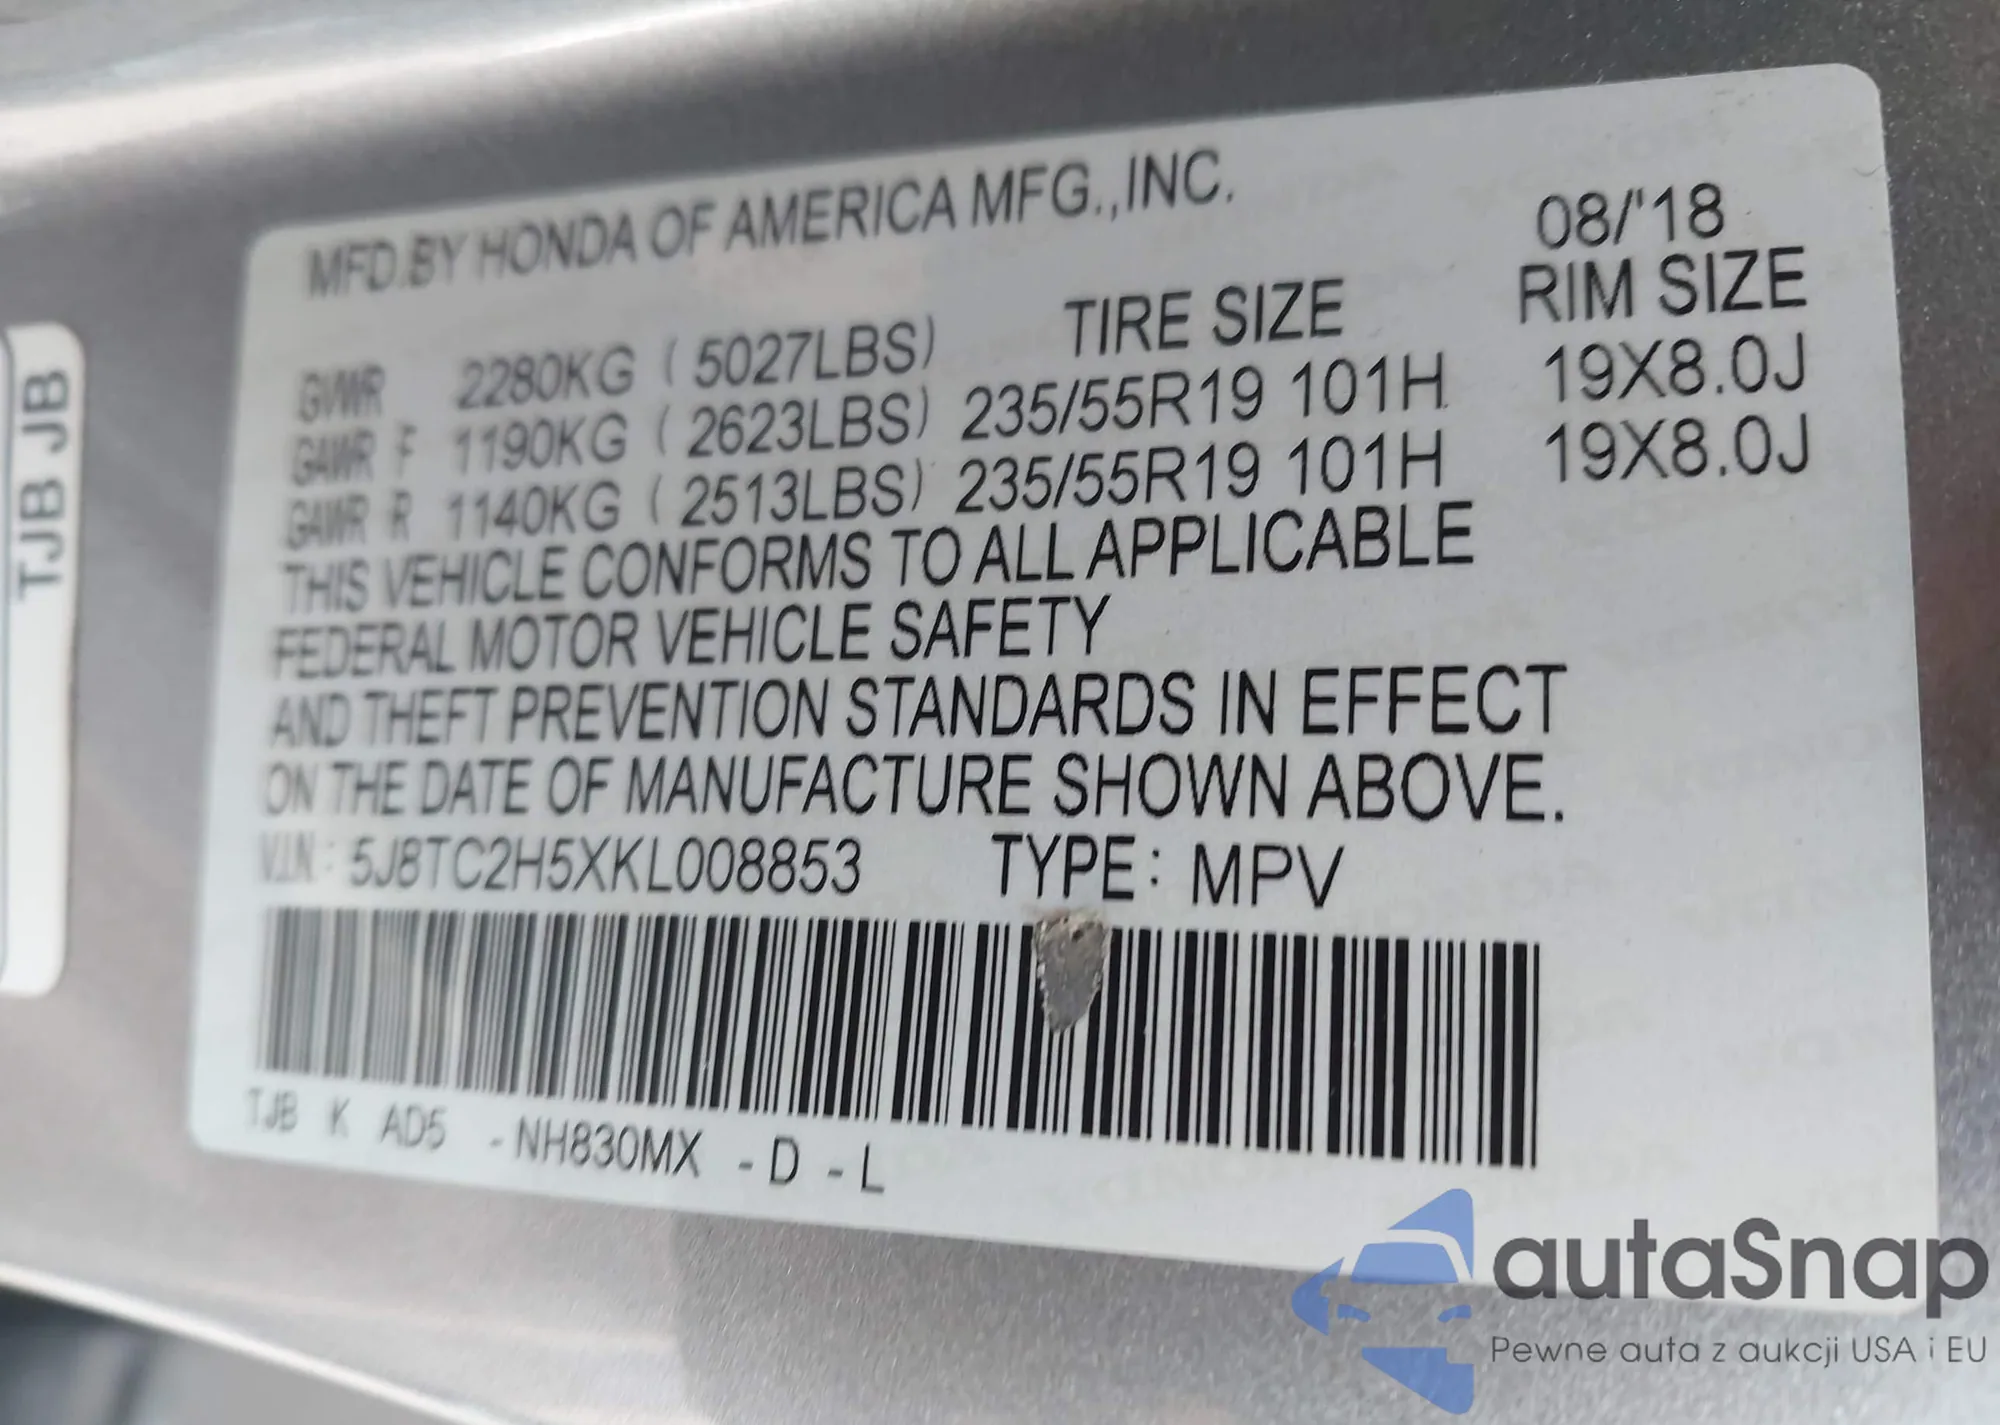 MFD.BY HONDA OF AMERICA MFG.,INC. 08/'18
TIRE SIZE RIM SIZE
GVWR 2280KG ( 5027LBS)
GAWR F 1190KG ( 2623LBS) 235/55R19 101H 19X8.0J
GAWR R 1140KG ( 2513LBS) 235/55R19 101H 19X8.0J
THIS VEHICLE CONFORMS TO ALL APPLICABLE
FEDERAL MOTOR VEHICLE SAFETY
AND THEFT PREVENTION STANDARDS IN EFFECT
ON THE DATE OF MANUFACTURE SHOWN ABOVE.
VIN: 5J8TC2H5XKL008853 TYPE: MPV
TJB K AD5 -NH830MX -D -L
TJB JB
autaSnap
Pewne auta z aukcji USA i EU